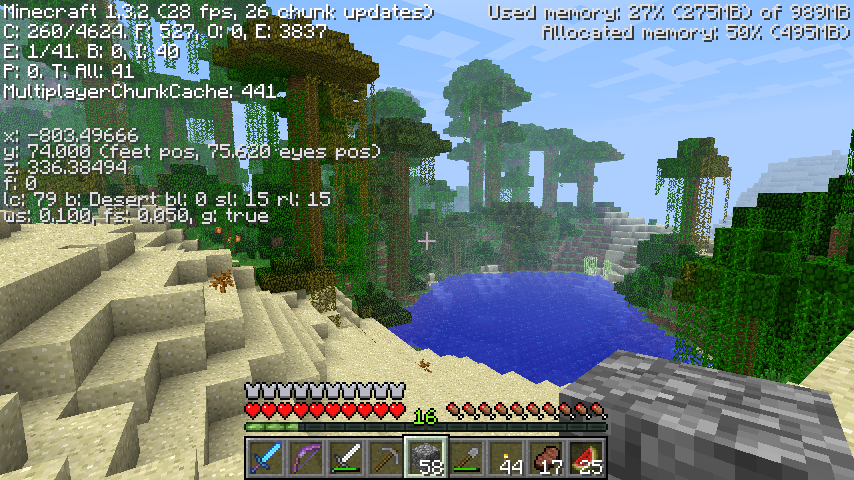 Minecraft 1.3.2 (28 fps, 26 chunk updates)
Used memory: 27% (275MB) of 989MB
C: 260/4624, F: 527, O: 0, E: 3837
Allocated memory: 50% (495MB)
E: 1/41, B: 0, I: 40
P: 0, T: All: 41
MultiplayerChunkCache: 441
x: -803.49666
y: 74.000 (feet pos, 75.620 eyes pos)
z: 336.38494
f: 0
lc: 79 b: Desert bl: 0 sl: 15 rl: 15
ws: 0.100, fs: 0.050, g: true
16
58 44 17 25